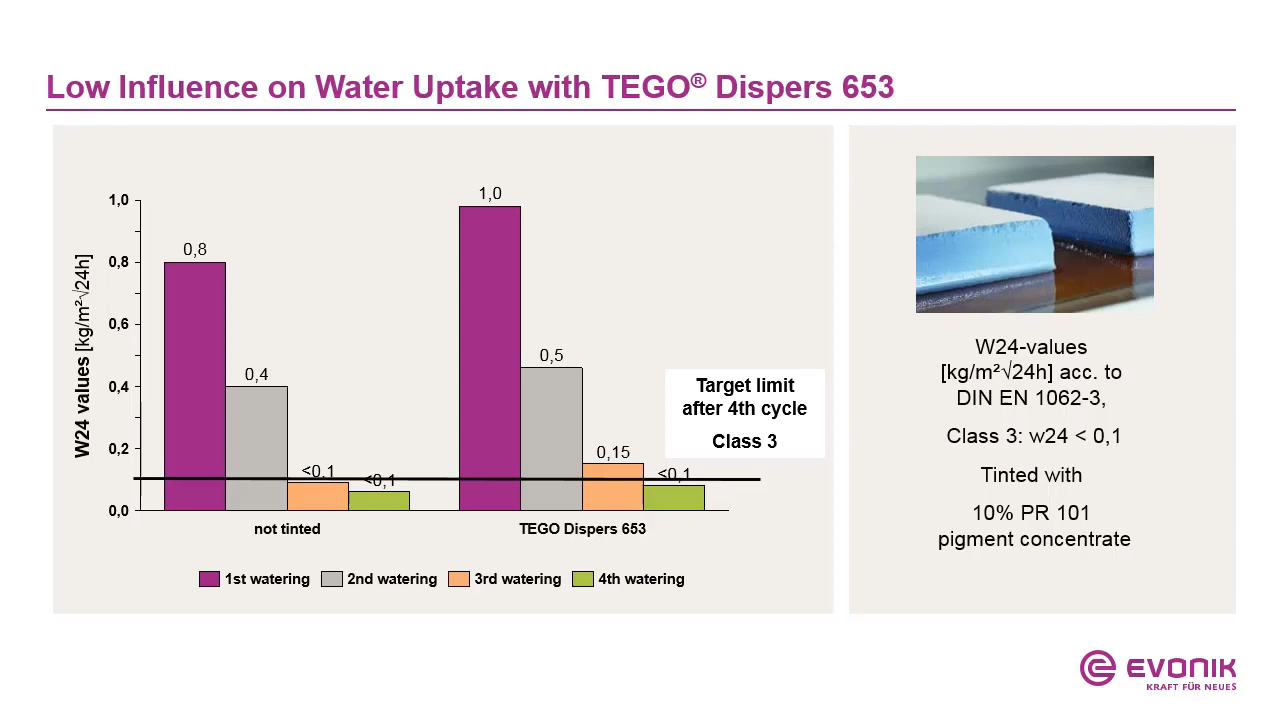 Low Influence on Water Uptake with TEGO® Dispers 653
W24 values [kg/m²√24h]
1,0
0,8
0,6
0,4
0,2
0,0
0,8
0,4
<0,1
<0,1
1,0
0,5
0,15
<0,1
Target limit
after 4th cycle
Class 3
not tinted
TEGO Dispers 653
1st watering
2nd watering
3rd watering
4th watering
W24-values
[kg/m²√24h] acc. to
DIN EN 1062-3,
Class 3: w24 < 0,1
Tinted with
10% PR 101
pigment concentrate
EVONIK
KRAFT FÜR NEUES